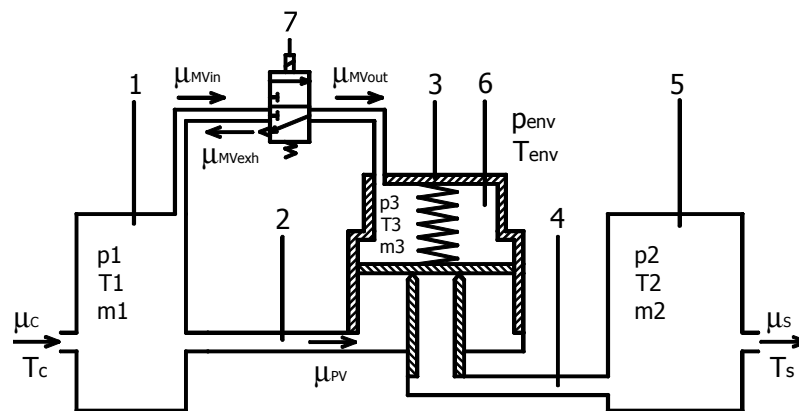 7
1
μMVin
μMVout
3
6
5
penv
Tenv
μMVexh
p3
T3
m3
2
4
p1
T1
m1
p2
T2
m2
μC
Tc
μPV
μS
Ts